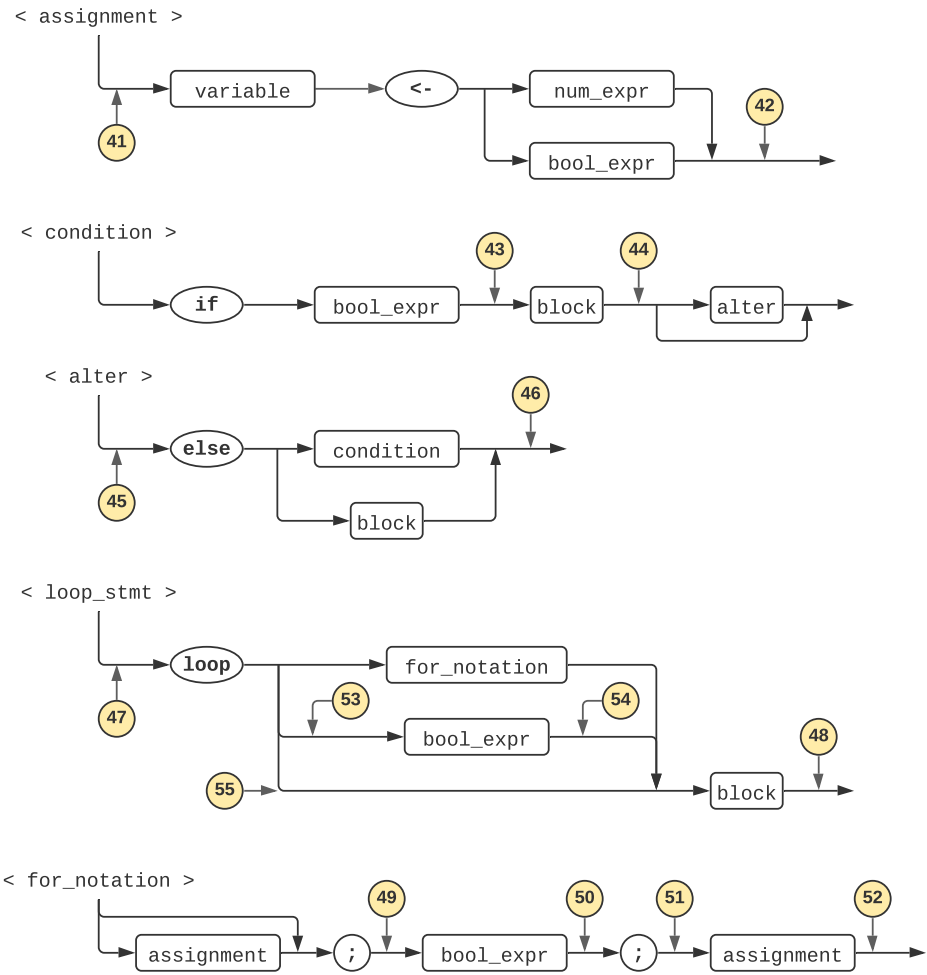 < assignment >
variable <- num_expr 42
41 bool_expr
< condition > 43 44
if bool_expr block alter
< alter > 46
else condition
45 block
< loop_stmt >
loop for_notation
47 53 54
bool_expr 48
55 block
< for_notation > 49 50 51 52
assignment ; bool_expr ; assignment